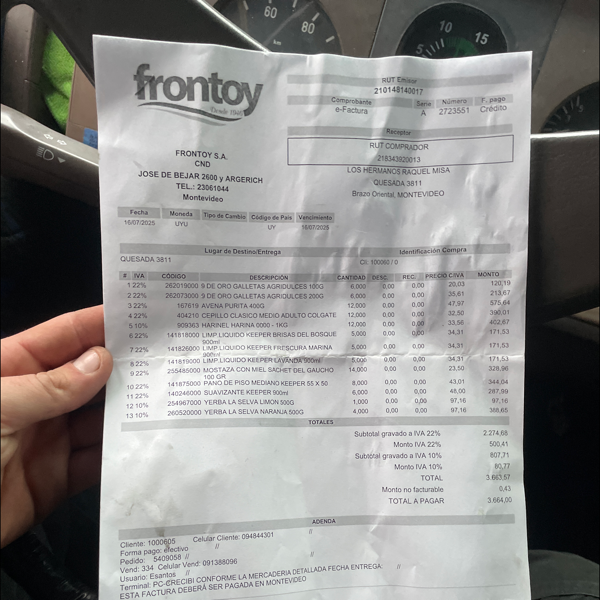 60
80
km
10
15
5
frontoy
Desde 1946
RUT Emisor
210148140017
Comprobante Serie Número F. pago
e-Factura A 2723551 Crédito
Receptor
RUT COMPRADOR
218343920013
FRONTOY S.A.
CND
JOSE DE BEJAR 2600 y ARGERICH
TEL.: 23061044
Montevideo
LOS HERMANOS RAQUEL MISA
QUESADA 3811
Brazo Oriental, MONTEVIDEO
Fecha Moneda Tipo de Cambio Código de País Vencimiento
16/07/2025 UYU UY 16/07/2025
Lugar de Destino/Entrega Identificación Compra
QUESADA 3811 Cli. 100060 / 0
# IVA CÓDIGO DESCRIPCIÓN CANTIDAD DESC. REC. PRECIO C/IVA MONTO
1 22% 262019000 9 DE ORO GALLETAS AGRIDULCES 100G 6,000 0,00 0,00 20,03 120,19
2 22% 262073000 9 DE ORO GALLETAS AGRIDULCES 200G 6,000 0,00 0,00 35,61 213,67
3 22% 167619 AVENA PURITA 400G 12,000 0,00 0,00 47,97 575,64
4 22% 404210 CEPILLO CLASICO MEDIO ADULTO COLGATE 12,000 0,00 0,00 32,50 390,01
5 10% 909363 HARINEL HARINA 0000 - 1KG 12,000 0,00 0,00 33,56 402,67
6 22% 141818000 LIMP.LIQUIDO KEEPER BRISAS DEL BOSQUE 900ml 5,000 0,00 0,00 34,31 171,53
7 22% 141826000 LIMP.LIQUIDO KEEPER FRESCURA MARINA 900ml 5,000 0,00 0,00 34,31 171,53
8 22% 141819000 LIMP.LIQUIDO KEEPER LAVANDA 900ml 5,000 0,00 0,00 34,31 171,53
9 22% 255485000 MOSTAZA CON MIEL SACHET DEL GAUCHO 100 GR 14,000 0,00 0,00 23,50 328,96
10 22% 141875000 PANO DE PISO MEDIANO KEEPER 55 X 50 8,000 0,00 0,00 43,01 344,04
11 22% 140246000 SUAVIZANTE KEEPER 900ml 6,000 0,00 0,00 48,00 287,99
12 10% 254967000 YERBA LA SELVA LIMON 500G 1,000 0,00 0,00 97,16 97,16
13 10% 260520000 YERBA LA SELVA NARANJA 500G 4,000 0,00 0,00 97,16 388,65
TOTALES
Subtotal gravado a IVA 22% 2.274,68
Monto IVA 22% 500,41
Subtotal gravado a IVA 10% 807,71
Monto IVA 10% 80,77
TOTAL 3.663,57
Monto no facturable 0,43
TOTAL A PAGAR 3.664,00
ADENDA
Cliente: 1000605 Celular Cliente: 094844301 //
Forma pago: efectivo //
Pedido: 5409058 //
Vend: 334 Celular Vend: 091388096
Usuario: Esantos //
Terminal: PC-CRECIBI CONFORME LA MERCADERIA DETALLADA FECHA ENTREGA: //
ESTA FACTURA DEBERÁ SER PAGADA EN MONTEVIDEO